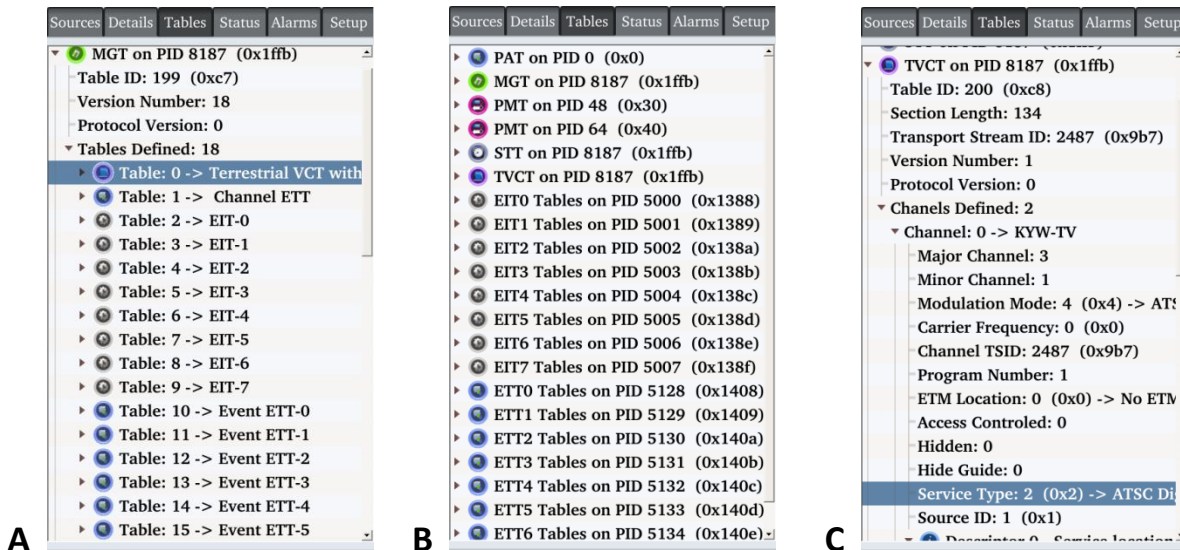 Sources Details Tables Status Alarms Setup
MGT on PID 8187 (0x1ffb)
Table ID: 199 (0xc7)
Version Number: 18
Protocol Version: 0
Tables Defined: 18
Table: 0 -> Terrestrial VCT with
Table: 1 -> Channel ETT
Table: 2 -> EIT-0
Table: 3 -> EIT-1
Table: 4 -> EIT-2
Table: 5 -> EIT-3
Table: 6 -> EIT-4
Table: 7 -> EIT-5
Table: 8 -> EIT-6
Table: 9 -> EIT-7
Table: 10 -> Event ETT-0
Table: 11 -> Event ETT-1
Table: 12 -> Event ETT-2
Table: 13 -> Event ETT-3
Table: 14 -> Event ETT-4
Table: 15 -> Event ETT-5
A
Sources Details Tables Status Alarms Setup
PAT on PID 0 (0x0)
MGT on PID 8187 (0x1ffb)
PMT on PID 48 (0x30)
PMT on PID 64 (0x40)
STT on PID 8187 (0x1ffb)
TVCT on PID 8187 (0x1ffb)
EIT0 Tables on PID 5000 (0x1388)
EIT1 Tables on PID 5001 (0x1389)
EIT2 Tables on PID 5002 (0x138a)
EIT3 Tables on PID 5003 (0x138b)
EIT4 Tables on PID 5004 (0x138c)
EIT5 Tables on PID 5005 (0x138d)
EIT6 Tables on PID 5006 (0x138e)
EIT7 Tables on PID 5007 (0x138f)
ETT0 Tables on PID 5128 (0x1408)
ETT1 Tables on PID 5129 (0x1409)
ETT2 Tables on PID 5130 (0x140a)
ETT3 Tables on PID 5131 (0x140b)
ETT4 Tables on PID 5132 (0x140c)
ETT5 Tables on PID 5133 (0x140d)
ETT6 Tables on PID 5134 (0x140e)
B
Sources Details Tables Status Alarms Setup
TVCT on PID 8187 (0x1ffb)
Table ID: 200 (0xc8)
Section Length: 134
Transport Stream ID: 2487 (0x9b7)
Version Number: 1
Protocol Version: 0
Chanels Defined: 2
Channel: 0 -> KYW-TV
Major Channel: 3
Minor Channel: 1
Modulation Mode: 4 (0x4) -> ATS
Carrier Frequency: 0 (0x0)
Channel TSID: 2487 (0x9b7)
Program Number: 1
ETM Location: 0 (0x0) -> No ETM
Access Controled: 0
Hidden: 0
Hide Guide: 0
Service Type: 2 (0x2) -> ATSC Di
Source ID: 1 (0x1)
Descriptor 0 - Service location
C